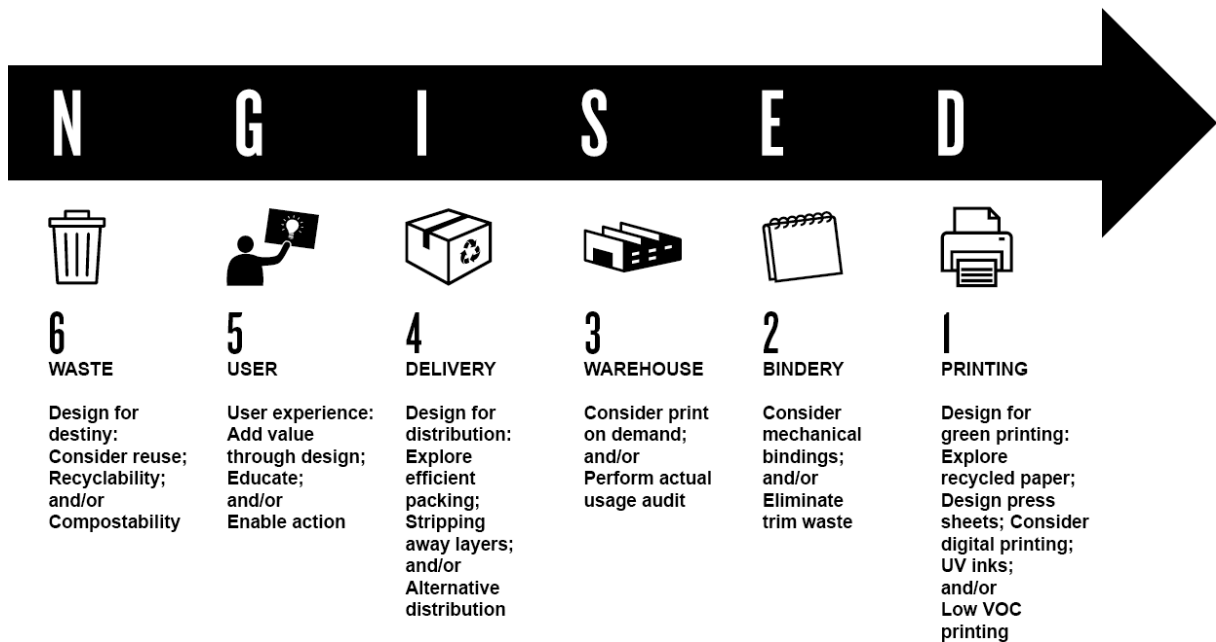 N G I S E D
6
WASTE
Design for
destiny:
Consider reuse;
Recyclability;
and/or
Compostability
5
USER
User experience:
Add value
through design;
Educate;
and/or
Enable action
4
DELIVERY
Design for
distribution:
Explore
efficient
packing;
Stripping
away layers;
and/or
Alternative
distribution
3
WAREHOUSE
Consider print
on demand;
and/or
Perform actual
usage audit
2
BINDERY
Consider
mechanical
bindings;
and/or
Eliminate
trim waste
1
PRINTING
Design for
green printing:
Explore
recycled paper;
Design press
sheets; Consider
digital printing;
UV inks;
and/or
Low VOC
printing